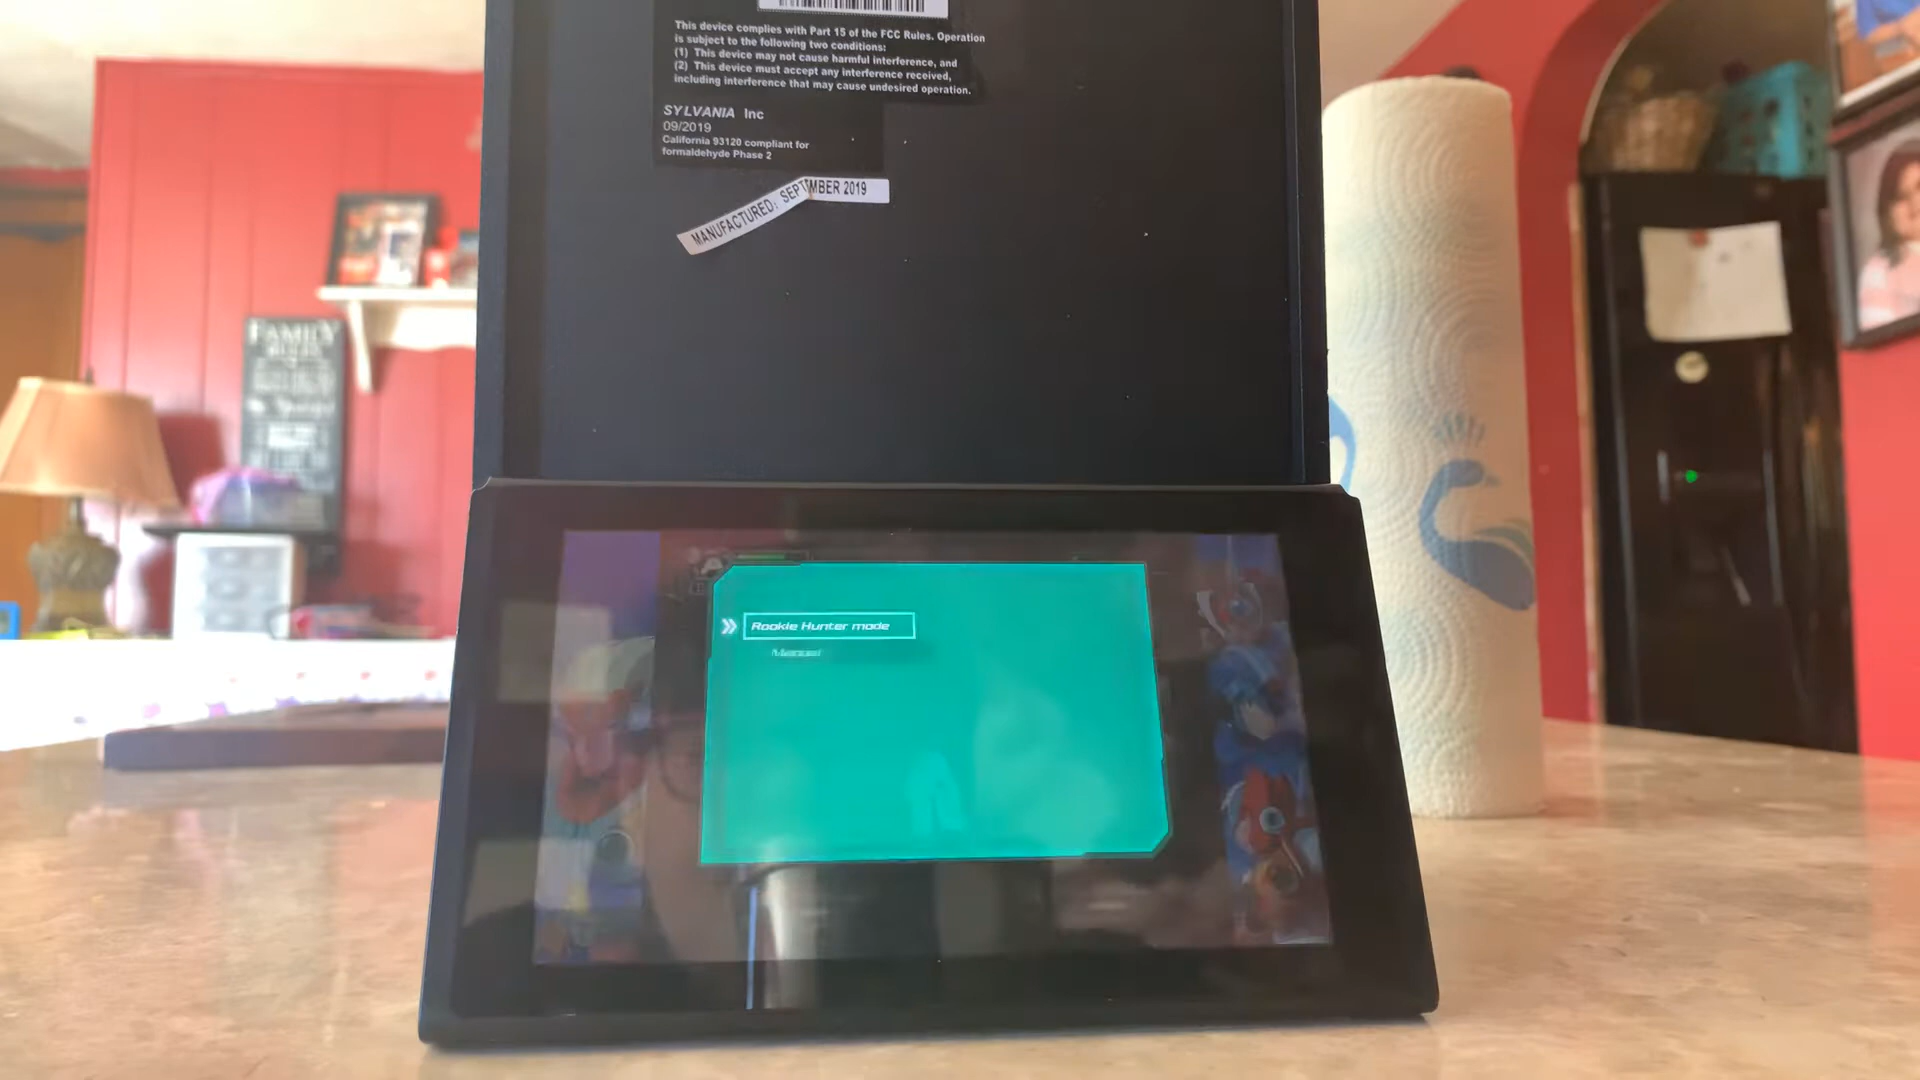 This device complies with Part 15 of the FCC Rules. Operation
is subject to the following two conditions:
(1) This device may not cause harmful interference, and
(2) This device must accept any interference received,
including interference that may cause undesired operation.
SYLVANIA Inc
09/2019
California 93120 compliant for
formaldehyde Phase 2
MANUFACTURED: SEPTMBER 2019
FAMILY
Rookie Hunter mode
Manual